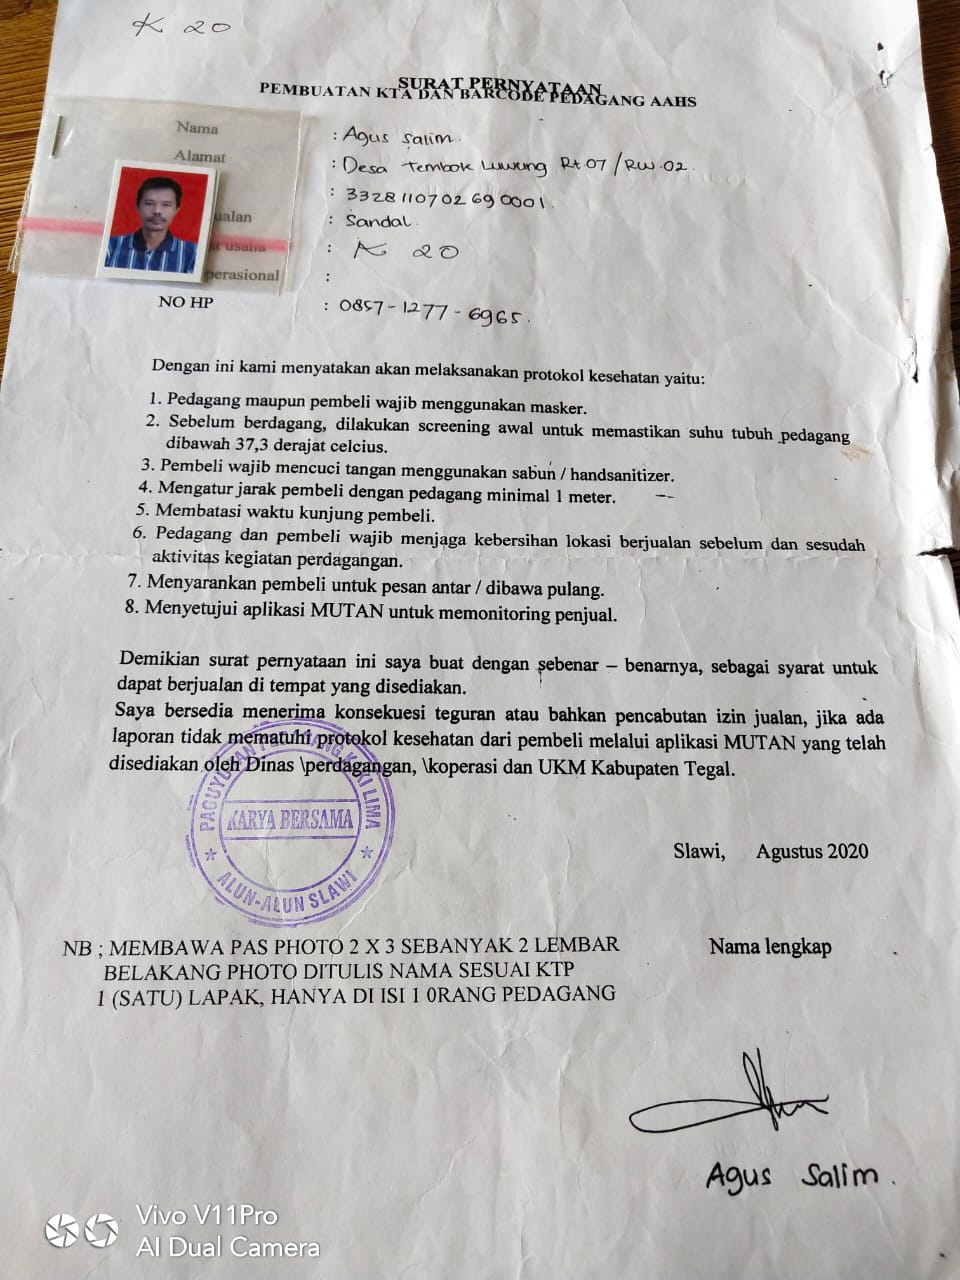 K 20
SURAT PERNYATAAN
PEMBUATAN KTA DAN BARCODE PEDAGANG AAHS
Nama : Agus Salim.
Alamat : Desa Tembok Luwung Rt.07 / RW.02.
: 3328110702690001.
ualan : Sandal.
t usaha : K 20
perasional :
NO HP : 0857-1277-6965.
Dengan ini kami menyatakan akan melaksanakan protokol kesehatan yaitu:
1. Pedagang maupun pembeli wajib menggunakan masker.
2. Sebelum berdagang, dilakukan screening awal untuk memastikan suhu tubuh pedagang
dibawah 37,3 derajat celcius.
3. Pembeli wajib mencuci tangan menggunakan sabun / handsanitizer.
4. Mengatur jarak pembeli dengan pedagang minimal 1 meter.
5. Membatasi waktu kunjung pembeli.
6. Pedagang dan pembeli wajib menjaga kebersihan lokasi berjualan sebelum dan sesudah
aktivitas kegiatan perdagangan.
7. Menyarankan pembeli untuk pesan antar / dibawa pulang.
8. Menyetujui aplikasi MUTAN untuk memonitoring penjual.
Demikian surat pernyataan ini saya buat dengan sebenar – benarnya, sebagai syarat untuk
dapat berjualan di tempat yang disediakan.
Saya bersedia menerima konsekuesi teguran atau bahkan pencabutan izin jualan, jika ada
laporan tidak mematuhi protokol kesehatan dari pembeli melalui aplikasi MUTAN yang telah
disediakan oleh Dinas \perdagangan, \koperasi dan UKM Kabupaten Tegal.
PAGUYUBAN PEDAGANG KAKI LIMA
KARYA BERSAMA
ALUN-ALUN SLAWI
Slawi, Agustus 2020
NB ; MEMBAWA PAS PHOTO 2 X 3 SEBANYAK 2 LEMBAR
BELAKANG PHOTO DITULIS NAMA SESUAI KTP
1 (SATU) LAPAK, HANYA DI ISI 1 0RANG PEDAGANG
Nama lengkap
Agus Salim.
Vivo V11Pro
AI Dual Camera